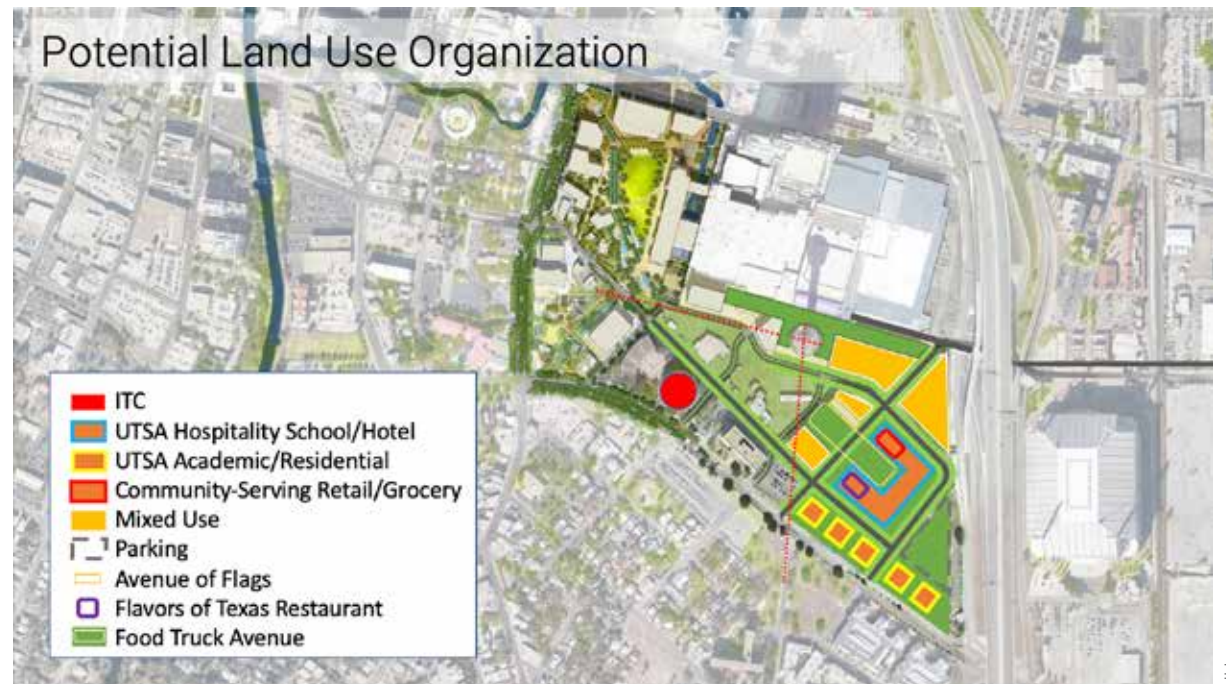 Potential Land Use Organization
ITC
UTSA Hospitality School/Hotel
UTSA Academic/Residential
Community-Serving Retail/Grocery
Mixed Use
Parking
Avenue of Flags
Flavors of Texas Restaurant
Food Truck Avenue